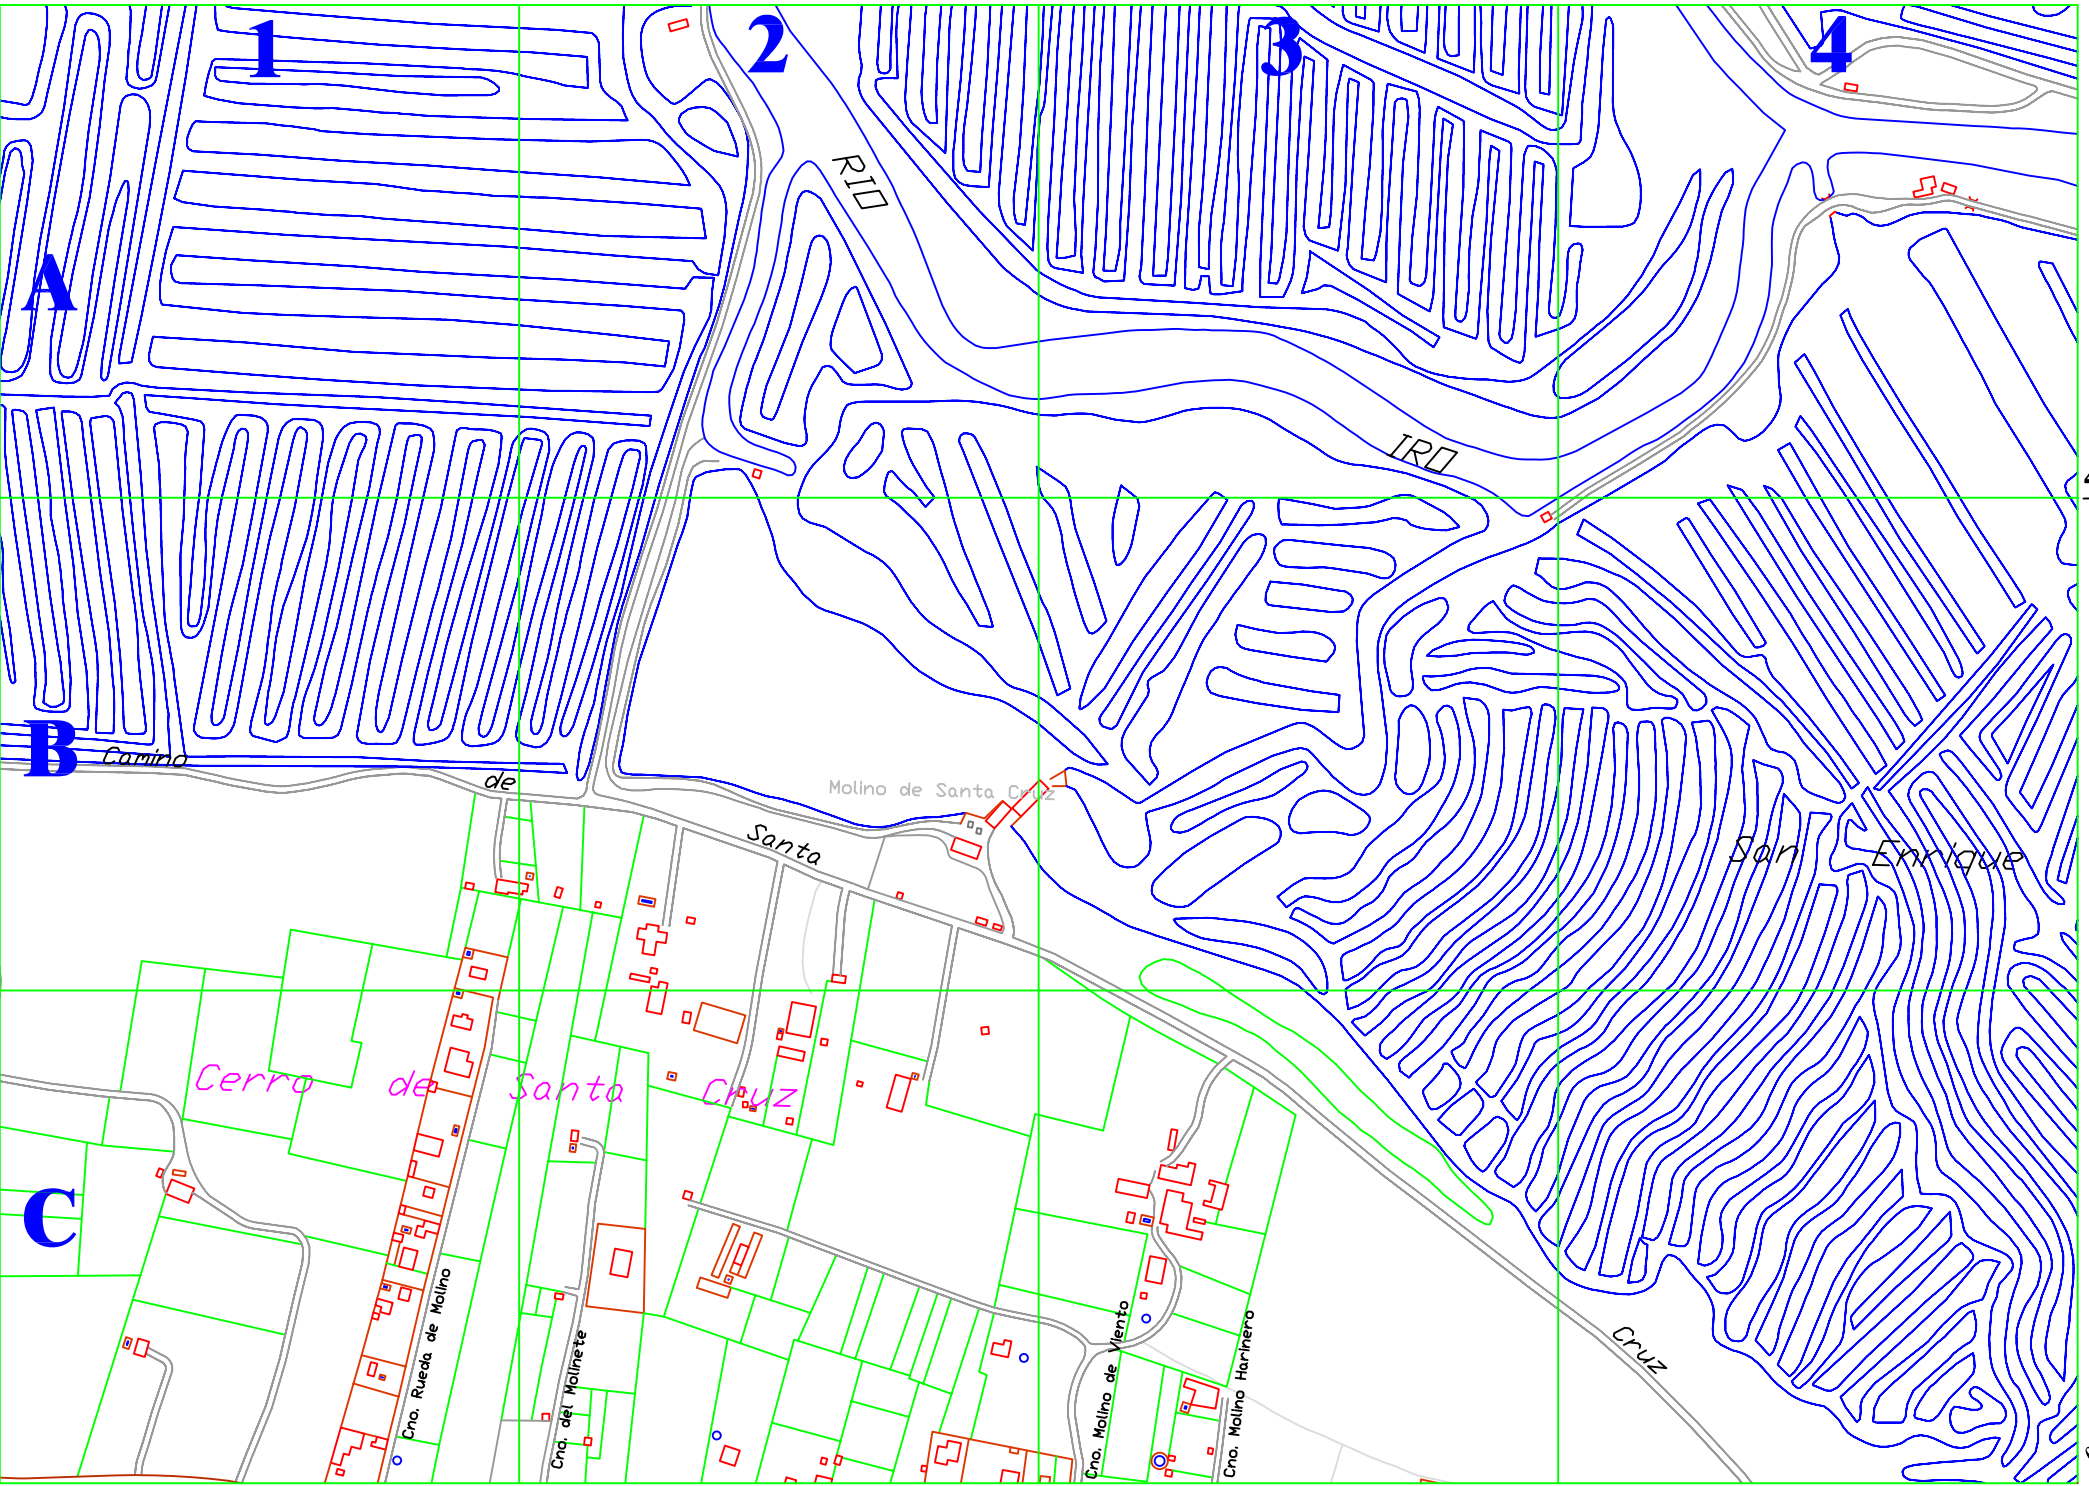 1 2 3 4
RIO
A
IRO
B
Camino de Santa Cruz
Molino de Santa Cruz
San Enrique
Cerro de Santa Cruz
C
Cno. Rueda de Molino
Cno. del Molinete
Cno. Molino de Viento
Cno. Molino Harinero